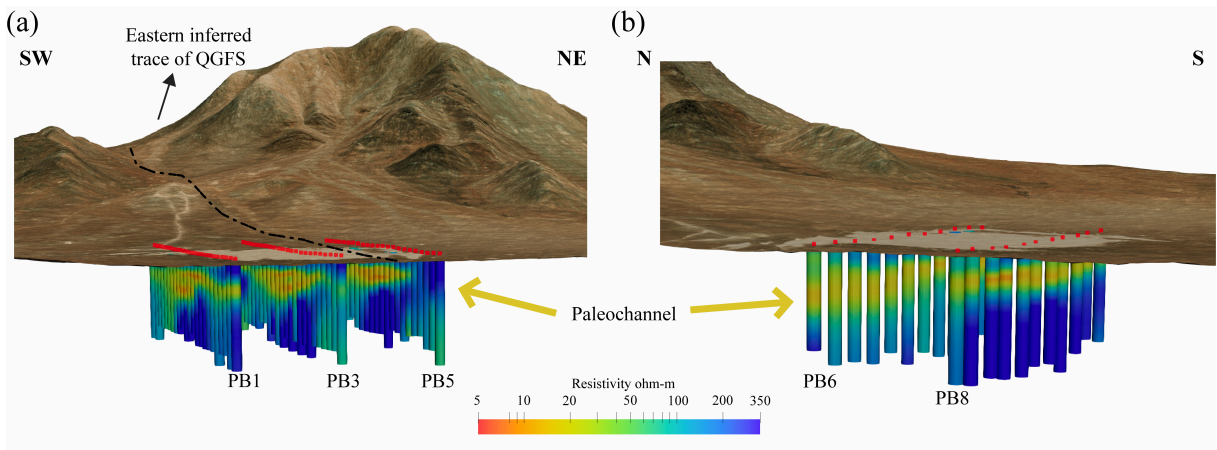 (a)
(b)
Eastern inferred
trace of QGFS
SW
NE
N
S
Paleochannel
PB1
PB3
PB5
PB6
PB8
Resistivity ohm-m
5 10 20 50 100 200 350